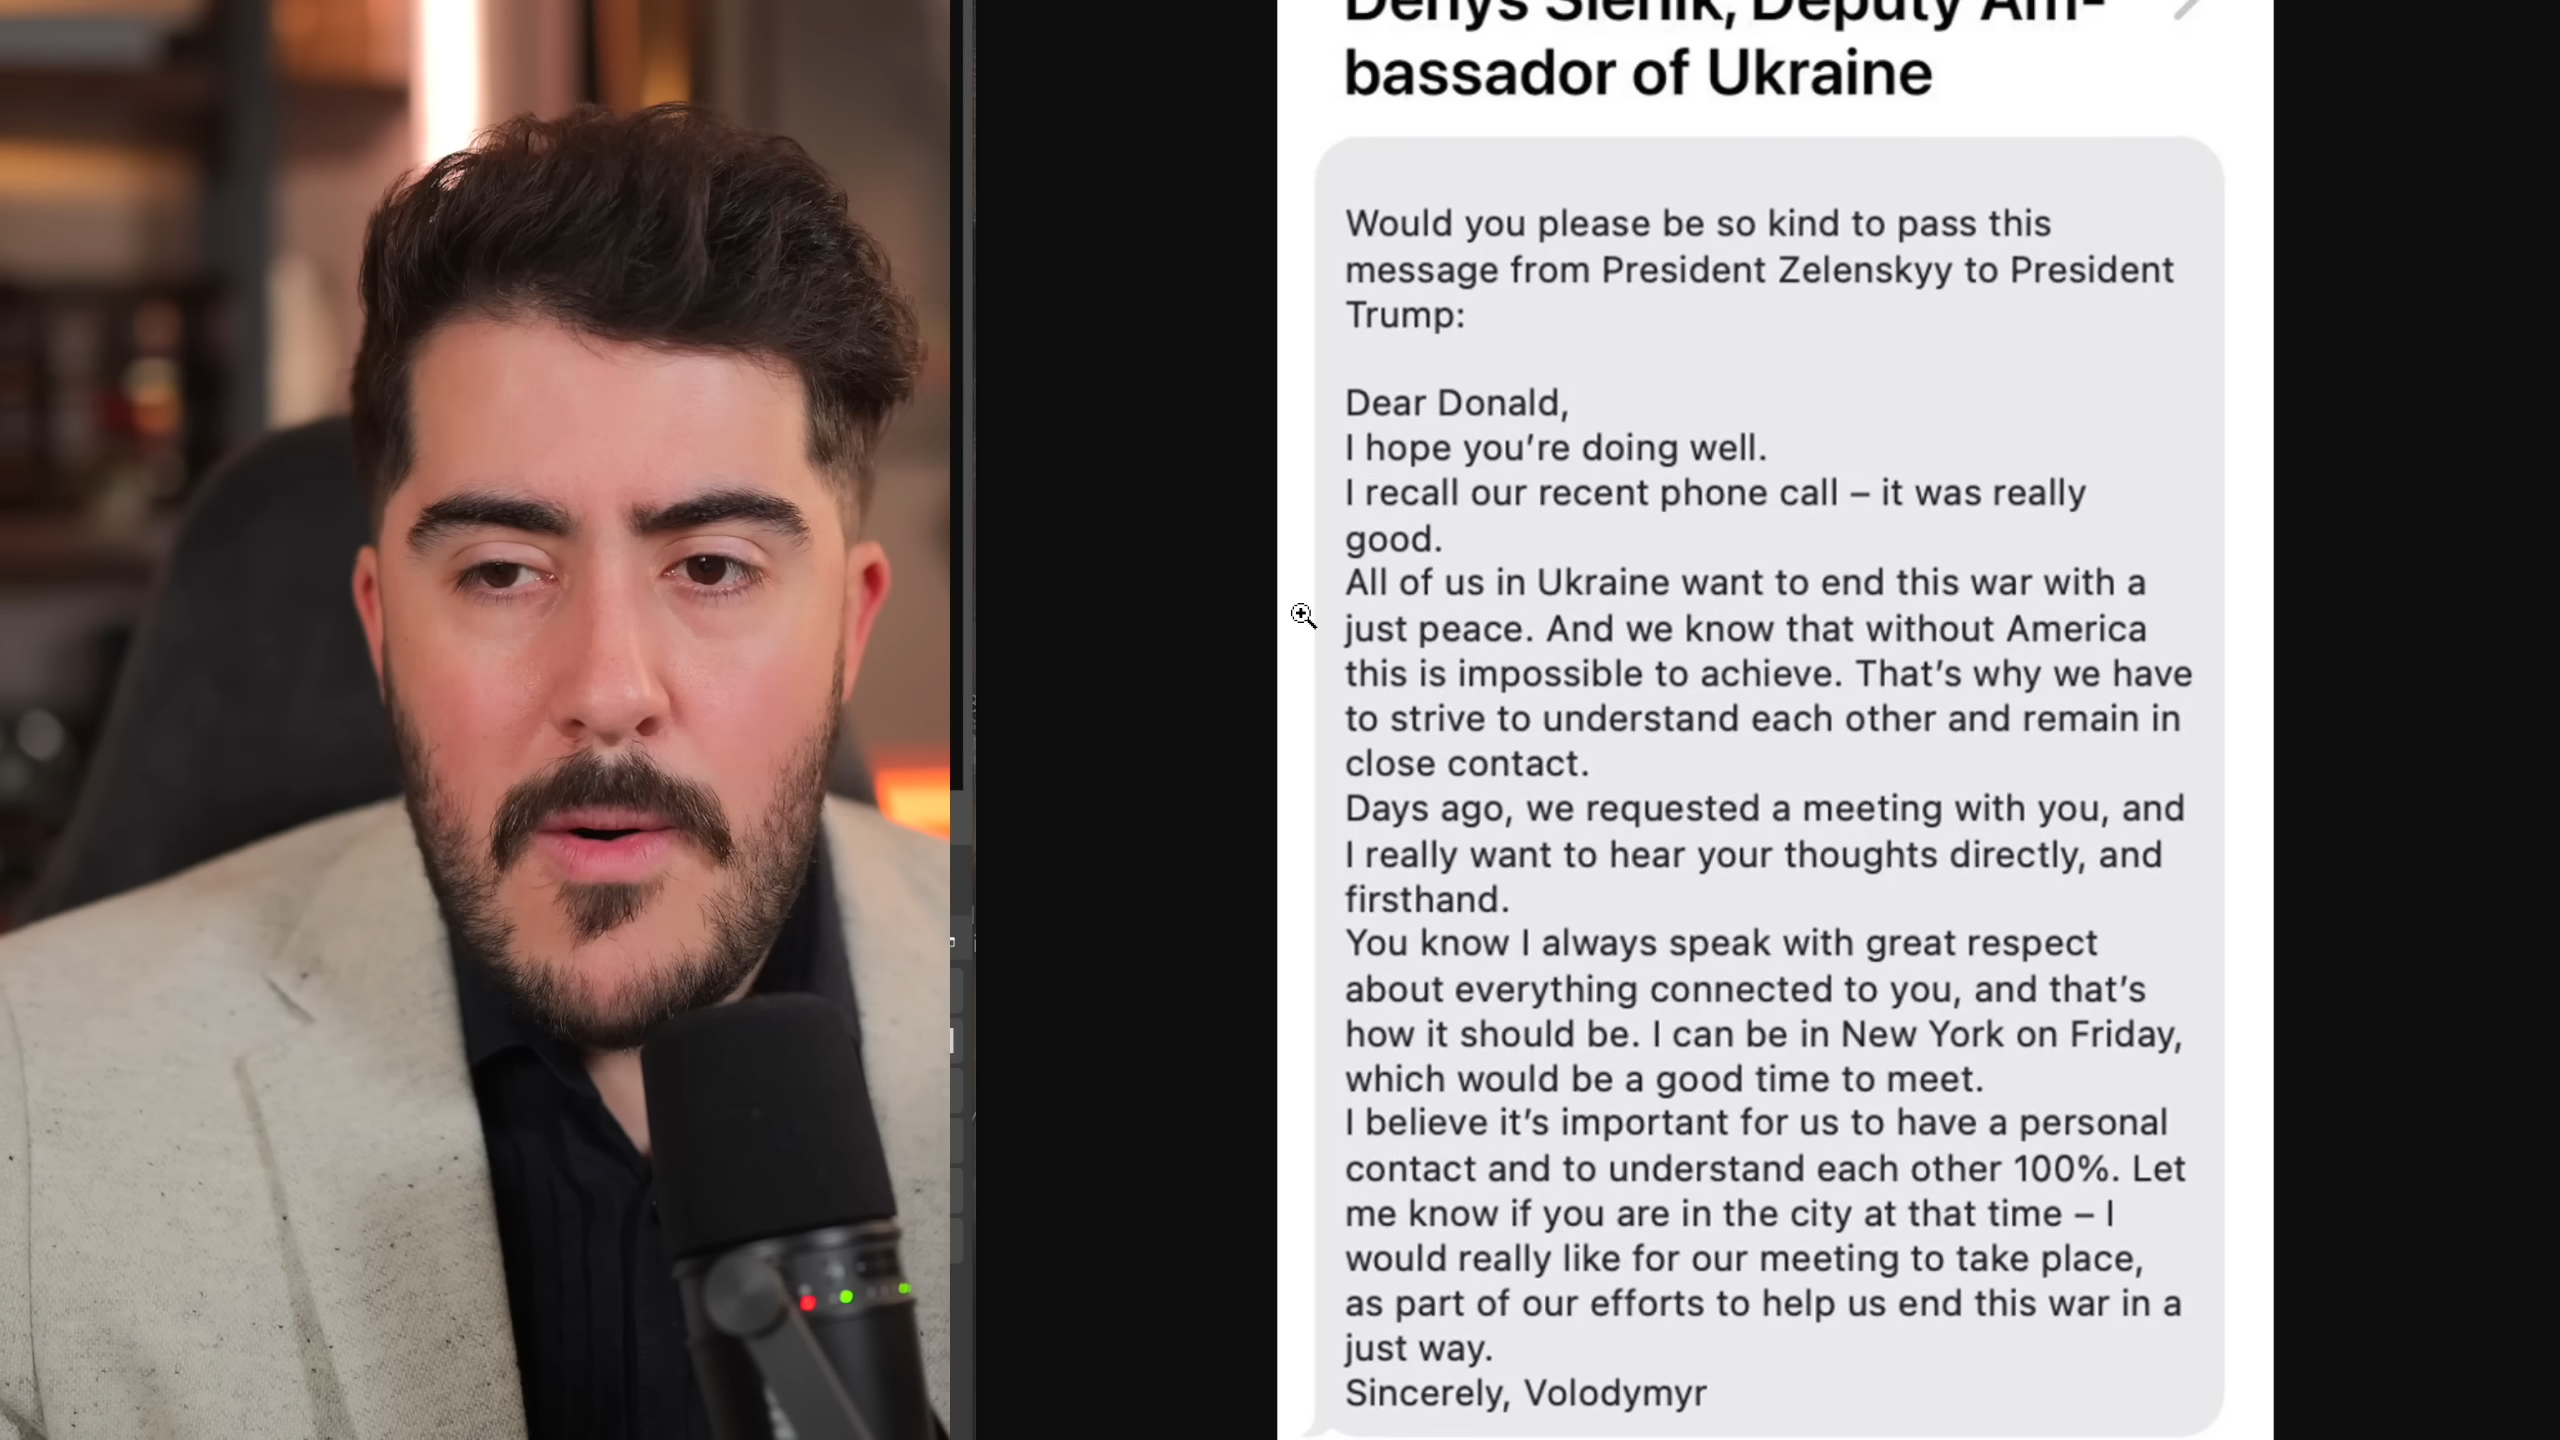 Denys Sienik, Deputy Am-
bassador of Ukraine
Would you please be so kind to pass this
message from President Zelenskyy to President
Trump:
Dear Donald,
I hope you’re doing well.
I recall our recent phone call – it was really
good.
All of us in Ukraine want to end this war with a
just peace. And we know that without America
this is impossible to achieve. That’s why we have
to strive to understand each other and remain in
close contact.
Days ago, we requested a meeting with you, and
I really want to hear your thoughts directly, and
firsthand.
You know I always speak with great respect
about everything connected to you, and that’s
how it should be. I can be in New York on Friday,
which would be a good time to meet.
I believe it’s important for us to have a personal
contact and to understand each other 100%. Let
me know if you are in the city at that time – I
would really like for our meeting to take place,
as part of our efforts to help us end this war in a
just way.
Sincerely, Volodymyr